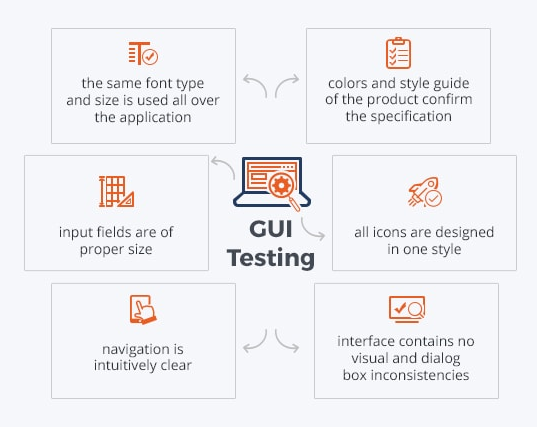 the same font type
and size is used all over
the application
colors and style guide
of the product confirm
the specification
input fields are of
proper size
GUI
Testing
all icons are designed
in one style
navigation is
intuitively clear
interface contains no
visual and dialog
box inconsistencies